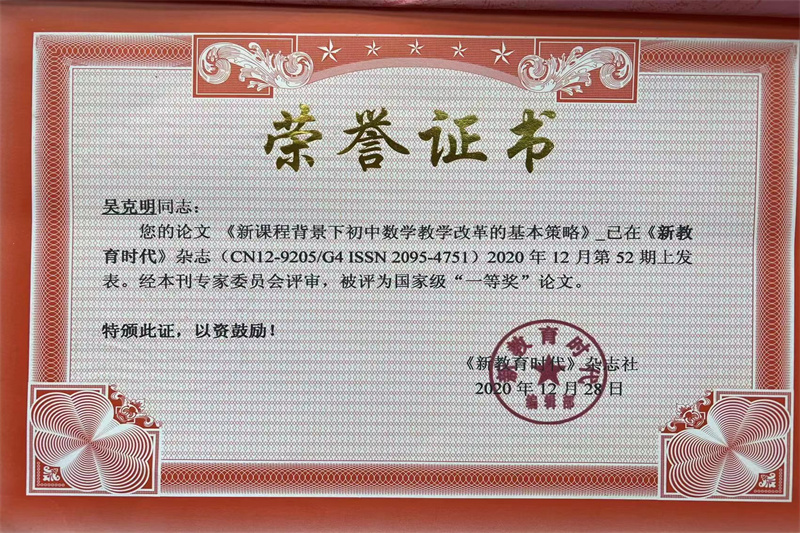 荣誉证书
吴克明同志：
您的论文 《新课程背景下初中数学教学改革的基本策略》_已在《新教
育时代》杂志（CN12-9205/G4 ISSN 2095-4751）2020 年 12 月第 52 期上发
表。经本刊专家委员会评审，被评为国家级“一等奖”论文。
特颁此证，以资鼓励！
《新教育时代》杂志社
2020 年 12 月 28 日
新教育时代